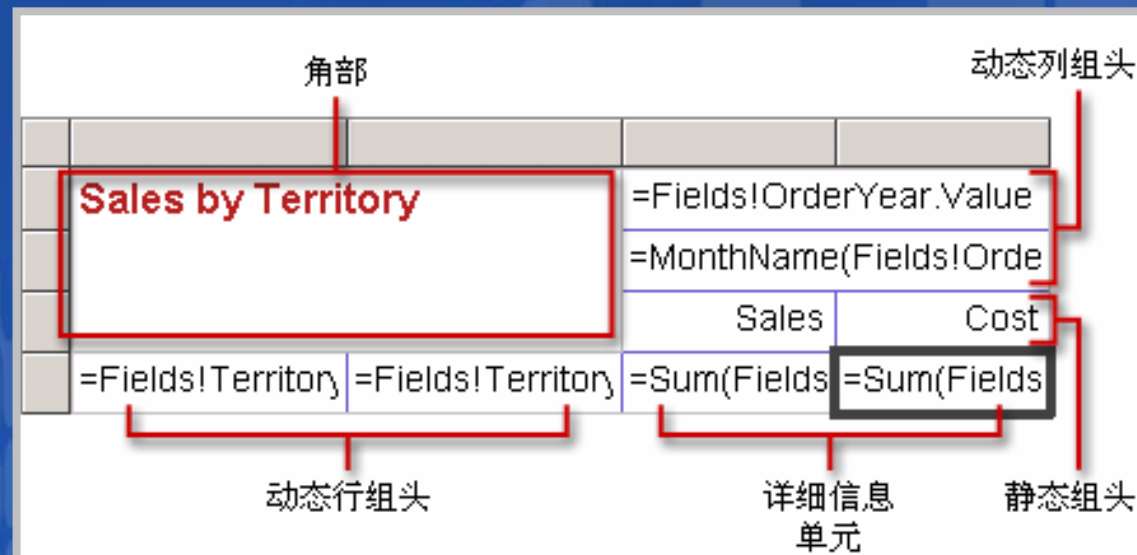 角部
动态列组头
Sales by Territory
=Fields!OrderYear.Value
=MonthName(Fields!Orde
Sales
Cost
=Fields!Territory
=Fields!Territory
=Sum(Fields
=Sum(Fields
动态行组头
详细信息
单元
静态组头